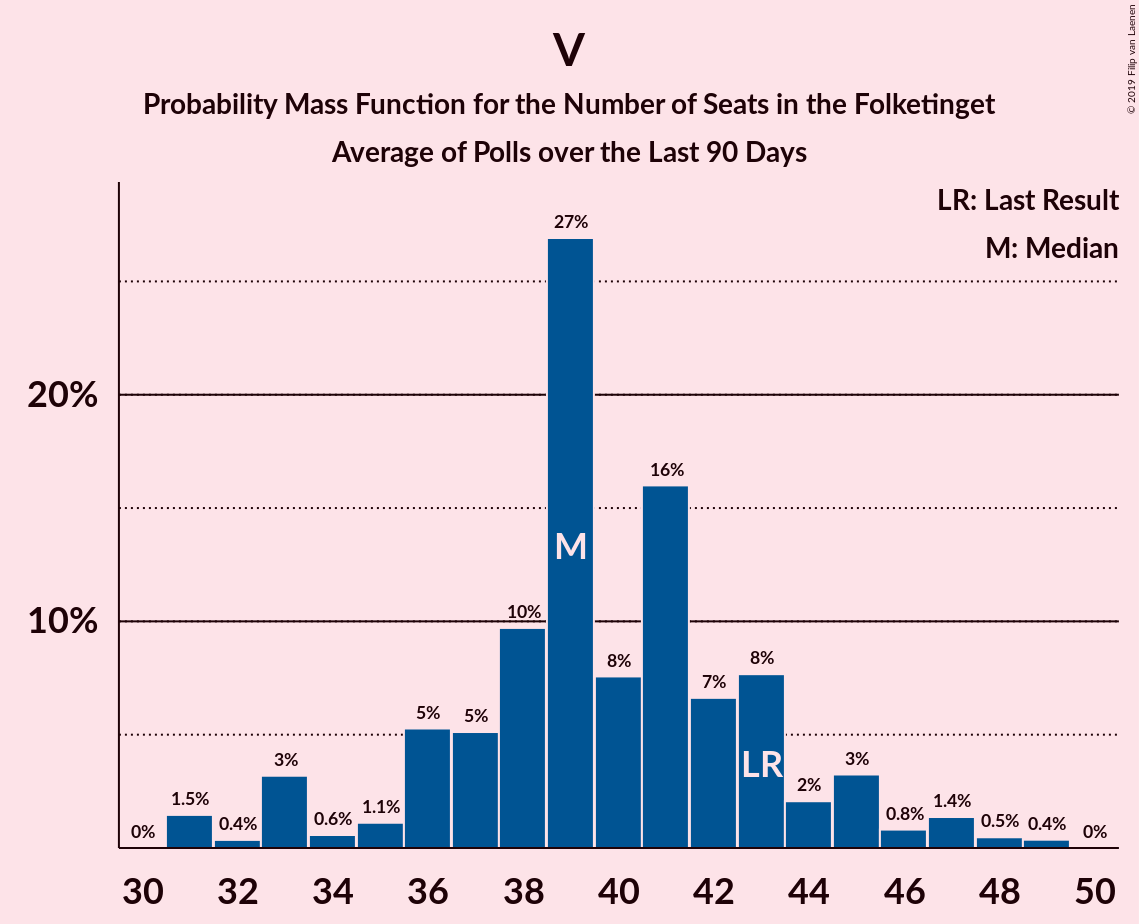 © 2019 Filip van Laenen
V
Probability Mass Function for the Number of Seats in the Folketinget
Average of Polls over the Last 90 Days
LR: Last Result
M: Median
20%
10%
0%
1.5%
0.4%
3%
0.6%
1.1%
5%
5%
10%
27%
M
8%
16%
7%
8%
LR
2%
3%
0.8%
1.4%
0.5%
0.4%
0%
30 32 34 36 38 40 42 44 46 48 50